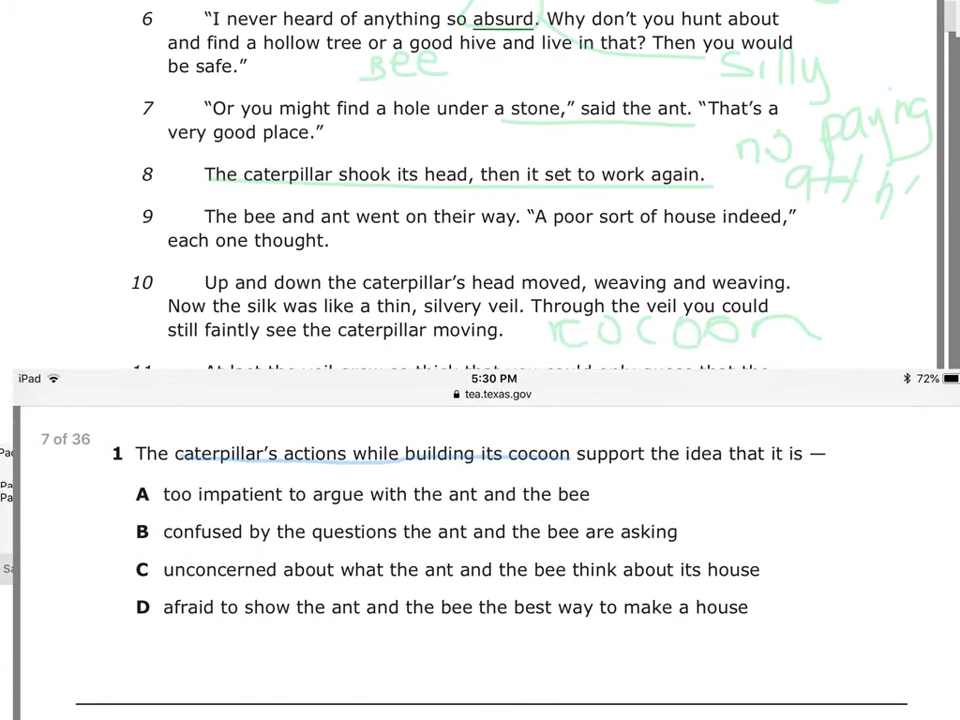 6 “I never heard of anything so absurd. Why don’t you hunt about
and find a hollow tree or a good hive and live in that? Then you would
be safe.”
Bee
silly
7 “Or you might find a hole under a stone,” said the ant. “That’s a
very good place.”
no paying
8 The caterpillar shook its head, then it set to work again.
9 The bee and ant went on their way. “A poor sort of house indeed,”
each one thought.
10 Up and down the caterpillar’s head moved, weaving and weaving.
Now the silk was like a thin, silvery veil. Through the veil you could
still faintly see the caterpillar moving.
cocoon
iPad 5:30 PM 72%
tea.texas.gov
7 of 36
1 The caterpillar’s actions while building its cocoon support the idea that it is —
A too impatient to argue with the ant and the bee
B confused by the questions the ant and the bee are asking
C unconcerned about what the ant and the bee think about its house
D afraid to show the ant and the bee the best way to make a house